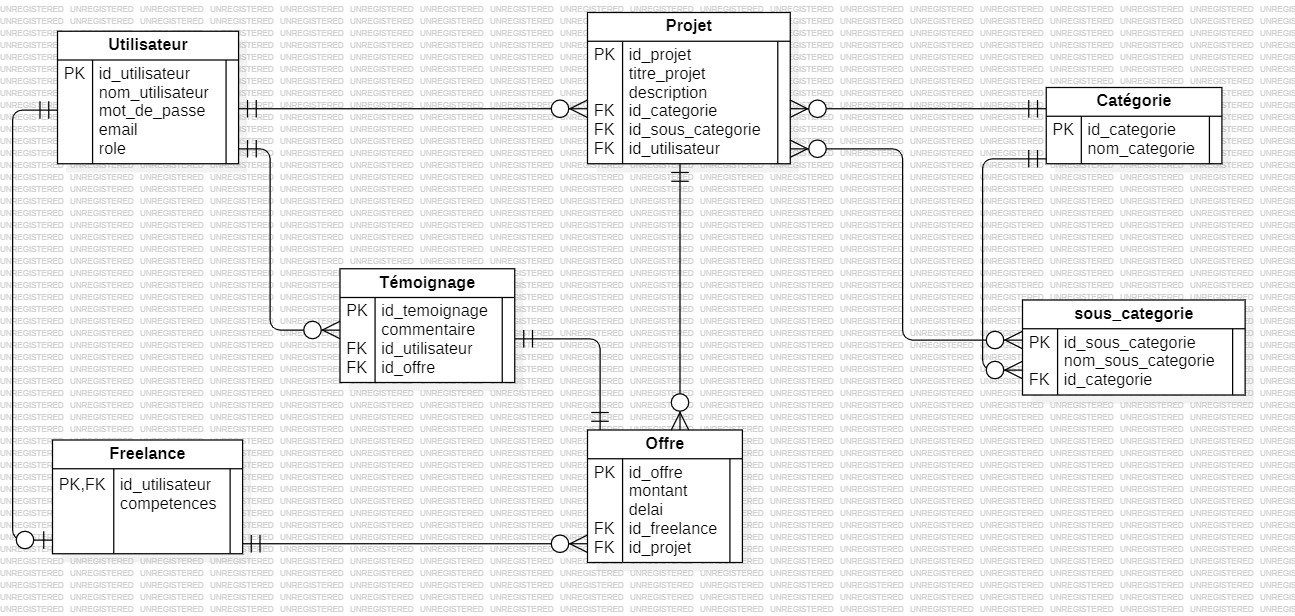 Utilisateur
PK id_utilisateur
nom_utilisateur
mot_de_passe
email
role
Projet
PK id_projet
titre_projet
description
FK id_categorie
FK id_sous_categorie
FK id_utilisateur
Catégorie
PK id_categorie
nom_categorie
Témoignage
PK id_temoignage
commentaire
FK id_utilisateur
FK id_offre
sous_categorie
PK id_sous_categorie
nom_sous_categorie
FK id_categorie
Freelance
PK,FK id_utilisateur
competences
Offre
PK id_offre
montant
delai
FK id_freelance
FK id_projet
UNREGISTERED